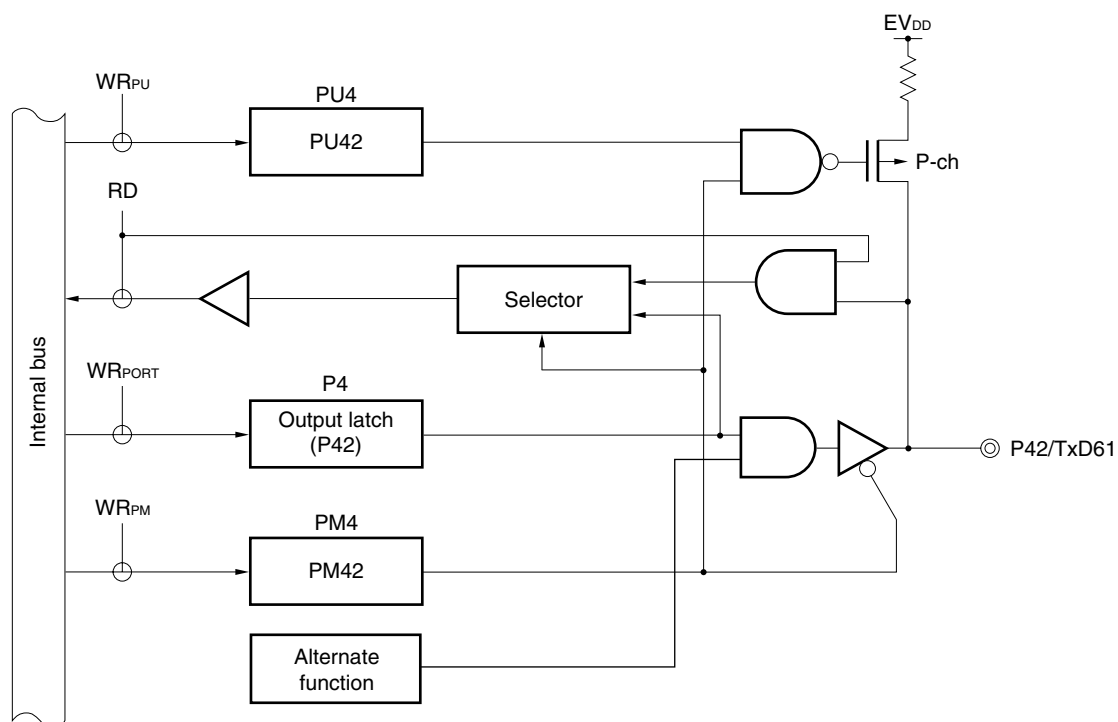 EVDD
WRPU
PU4
PU42
P-ch
RD
Selector
Internal bus
WRPORT
P4
Output latch
(P42)
P42/TxD61
WRPM
PM4
PM42
Alternate
function